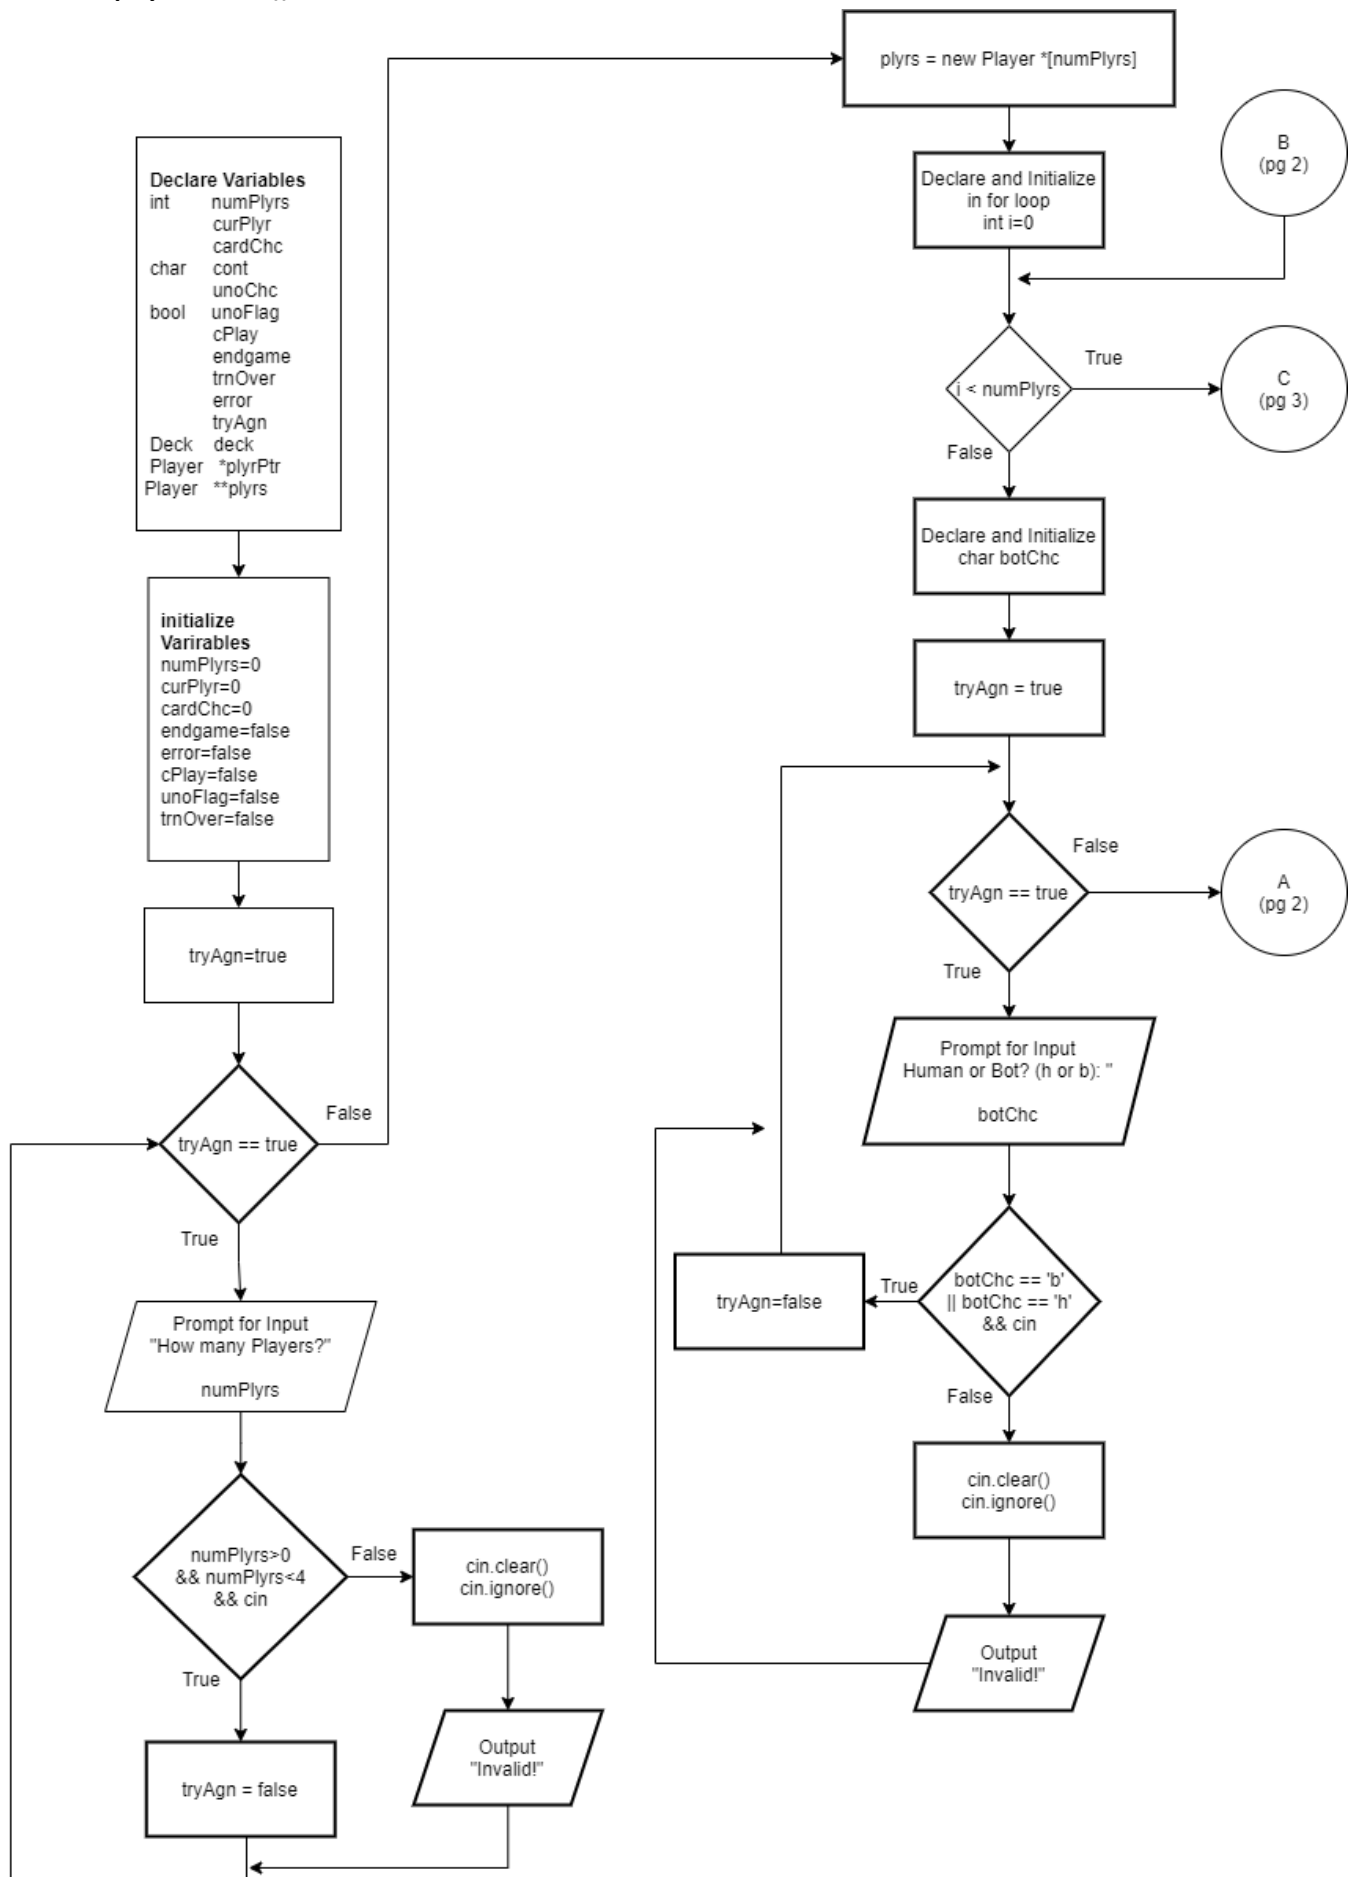 Declare Variables
int numPlyrs
curPlyr
cardChc
char cont
unoChc
bool unoFlag
cPlay
endgame
trnOver
error
tryAgn
Deck deck
Player *plyrPtr
Player **plyrs
initialize
Varirables
numPlyrs=0
curPlyr=0
cardChc=0
endgame=false
error=false
cPlay=false
unoFlag=false
trnOver=false
tryAgn=true
tryAgn == true
False
True
Prompt for Input
"How many Players?"
numPlyrs
numPlyrs>0
&& numPlyrs<4
&& cin
False
True
cin.clear()
cin.ignore()
Output
"Invalid!"
tryAgn = false
plyrs = new Player *[numPlyrs]
Declare and Initialize
in for loop
int i=0
B
(pg 2)
i < numPlyrs
True
False
C
(pg 3)
Declare and Initialize
char botChc
tryAgn = true
tryAgn == true
False
True
A
(pg 2)
Prompt for Input
Human or Bot? (h or b): "
botChc
botChc == 'b'
|| botChc == 'h'
&& cin
True
False
tryAgn=false
cin.clear()
cin.ignore()
Output
"Invalid!"